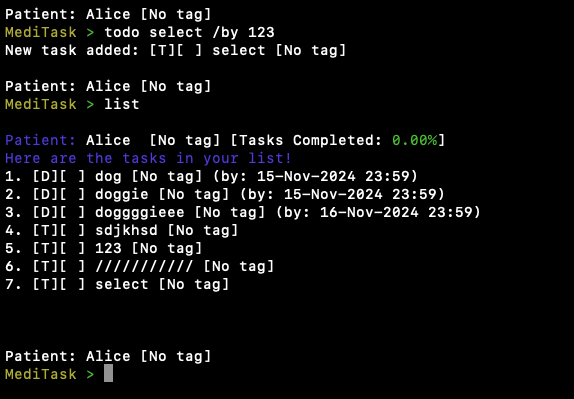 Patient: Alice [No tag]
MediTask > todo select /by 123
New task added: [T][ ] select [No tag]
Patient: Alice [No tag]
MediTask > list
Patient: Alice  [No tag] [Tasks Completed: 0.00%]
Here are the tasks in your list!
1. [D][ ] dog [No tag] (by: 15-Nov-2024 23:59)
2. [D][ ] doggie [No tag] (by: 15-Nov-2024 23:59)
3. [D][ ] doggggieee [No tag] (by: 16-Nov-2024 23:59)
4. [T][ ] sdjkhsd [No tag]
5. [T][ ] 123 [No tag]
6. [T][ ] /////////// [No tag]
7. [T][ ] select [No tag]
Patient: Alice [No tag]
MediTask >